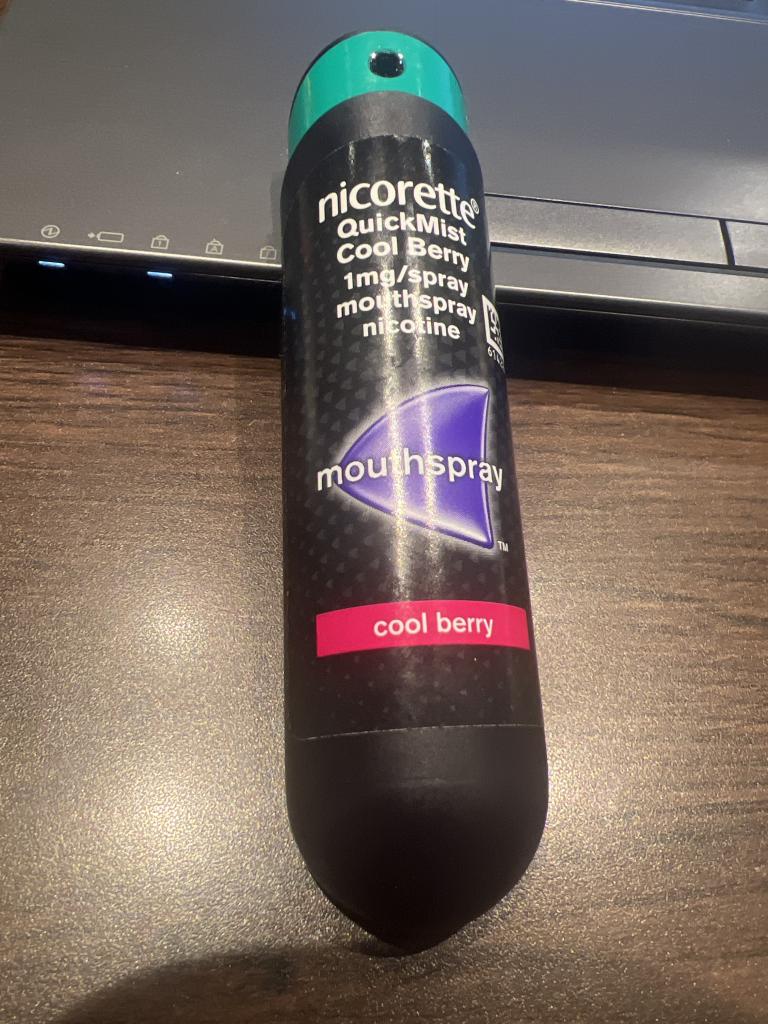 nicorette®
QuickMist
Cool Berry
1mg/spray
mouthspray
nicotine
mouthspray
TM
cool berry